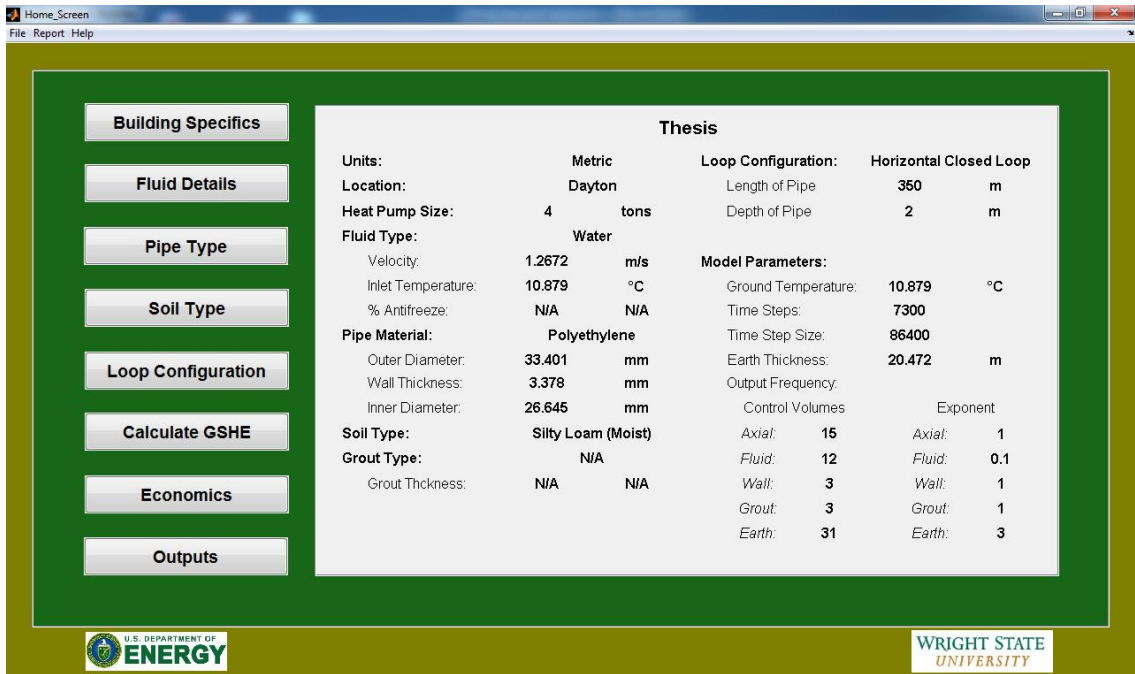 Home_Screen
File Report Help
Building Specifics
Fluid Details
Pipe Type
Soil Type
Loop Configuration
Calculate GSHE
Economics
Outputs
Thesis
Units: Metric
Location: Dayton
Heat Pump Size: 4 tons
Fluid Type: Water
Velocity: 1.2672 m/s
Inlet Temperature: 10.879 °C
% Antifreeze: N/A N/A
Pipe Material: Polyethylene
Outer Diameter: 33.401 mm
Wall Thickness: 3.378 mm
Inner Diameter: 26.645 mm
Soil Type: Silty Loam (Moist)
Grout Type: N/A
Grout Thckness: N/A N/A
Loop Configuration: Horizontal Closed Loop
Length of Pipe 350 m
Depth of Pipe 2 m
Model Parameters:
Ground Temperature: 10.879 °C
Time Steps: 7300
Time Step Size: 86400
Earth Thickness: 20.472 m
Output Frequency:
Control Volumes Exponent
Axial: 15 Axial: 1
Fluid: 12 Fluid: 0.1
Wall: 3 Wall: 1
Grout: 3 Grout: 1
Earth: 31 Earth: 3
U.S. DEPARTMENT OF
ENERGY
WRIGHT STATE
UNIVERSITY